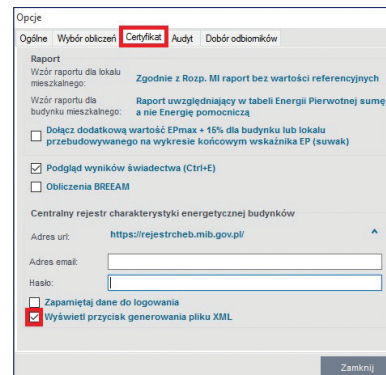 Opcje
Ogólne Wybór obliczeń Certyfikat Audyt Dobór odbiorników
Raport
Wzór raportu dla lokalu
mieszkalnego:
Zgodnie z Rozp. MI raport bez wartości referencyjnych
Wzór raportu dla
budynku mieszkalnego:
Raport uwzględniający w tabeli Energii Pierwotnej sumę
a nie Energię pomocniczą
Dołącz dodatkową wartość EPmax + 15% dla budynku lub lokalu
przebudowywanego na wykresie końcowym wskaźnika EP (suwak)
Podgląd wyników świadectwa (Ctrl+E)
Obliczenia BREEAM
Centralny rejestr charakterystyki energetycznej budynków
Adres url: https://rejestrcheb.mib.gov.pl/
Adres email:
Hasło:
Zapamiętaj dane do logowania
Wyświetl przycisk generowania pliku XML
Zamknij